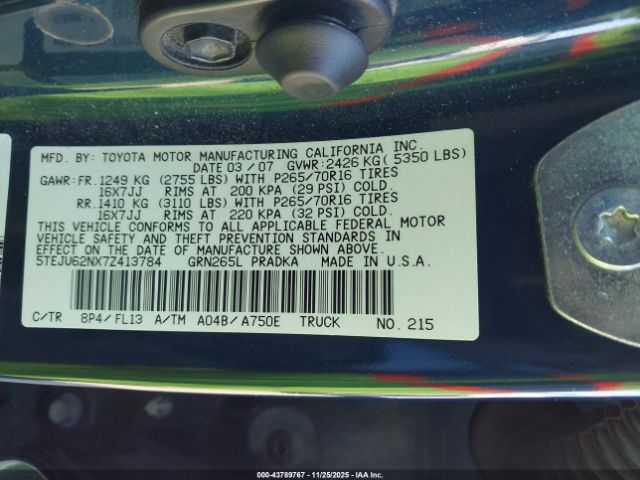 MFD. BY: TOYOTA MOTOR MANUFACTURING CALIFORNIA INC.
DATE 03 / 07 GVWR: 2426 KG ( 5350 LBS)
GAWR: FR. 1249 KG (2755 LBS) WITH P265/70R16 TIRES
16X7JJ RIMS AT 200 KPA (29 PSI) COLD.
RR. 1410 KG (3110 LBS) WITH P265/70R16 TIRES
16X7JJ RIMS AT 220 KPA (32 PSI) COLD.
THIS VEHICLE CONFORMS TO ALL APPLICABLE FEDERAL MOTOR
VEHICLE SAFETY AND THEFT PREVENTION STANDARDS IN
EFFECT ON THE DATE OF MANUFACTURE SHOWN ABOVE.
5TEJU62NX7Z413784 GRN265L PRADKA MADE IN U.S.A.
C/TR 8P4/ FL13 A/TM A04B/ A750E TRUCK NO. 215
000-43789767 - 11/25/2025 - IAAI.COM